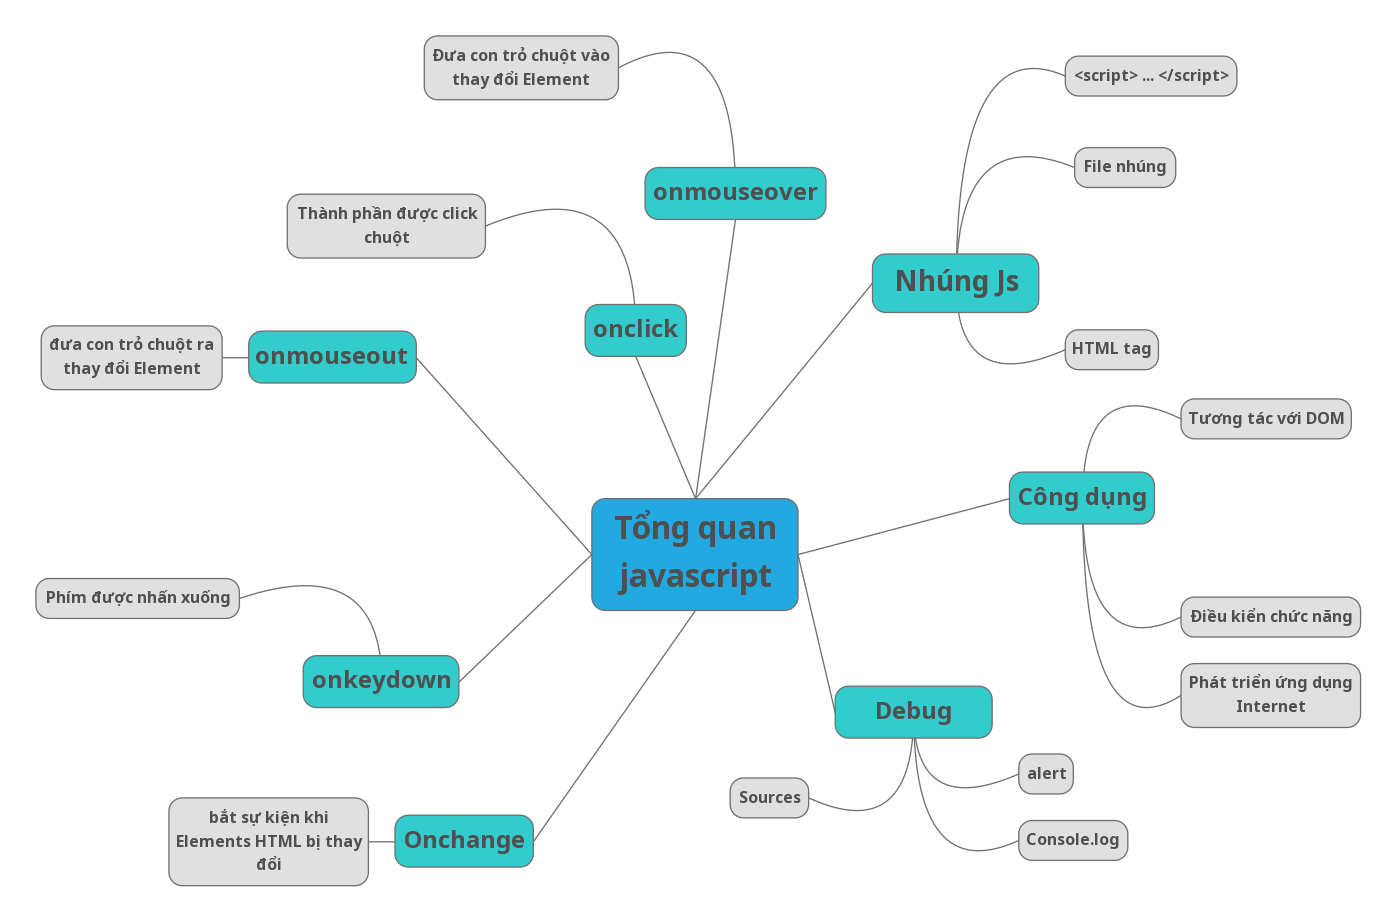 Đưa con trỏ chuột vào
thay đổi Element
<script> ... </script>
File nhúng
onmouseover
Thành phần được click
chuột
Nhúng Js
onclick
đưa con trỏ chuột ra
thay đổi Element
onmouseout
HTML tag
Tương tác với DOM
Công dụng
Tổng quan
javascript
Phím được nhấn xuống
onkeydown
Điều kiển chức năng
Phát triển ứng dụng
Internet
Debug
Sources
alert
Console.log
bắt sự kiện khi
Elements HTML bị thay
đổi
Onchange